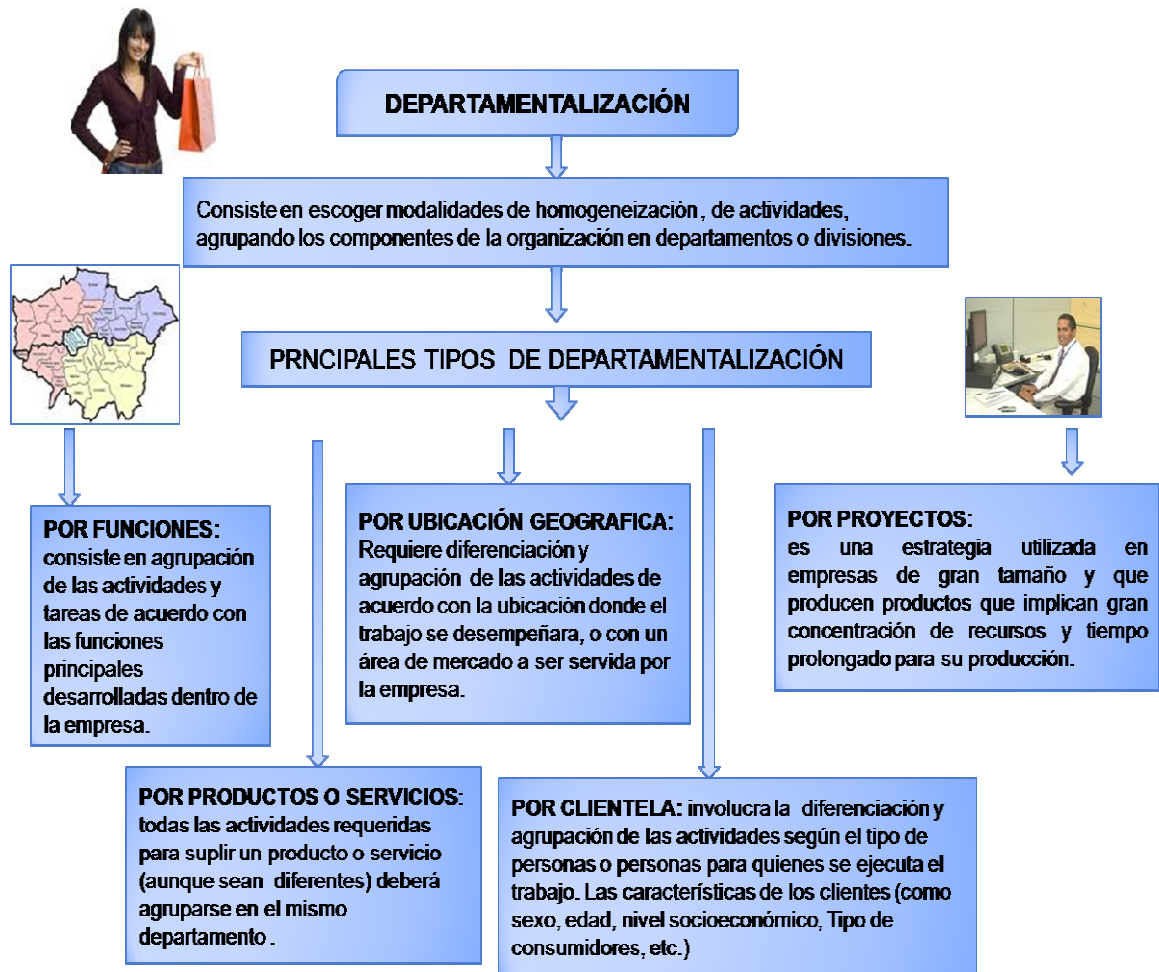 DEPARTAMENTALIZACIÓN
Consiste en escoger modalidades de homogeneización , de actividades,
agrupando los componentes de la organización en departamentos o divisiones.
PRNCIPALES TIPOS DE DEPARTAMENTALIZACIÓN
POR FUNCIONES:
consiste en agrupación
de las actividades y
tareas de acuerdo con
las funciones
principales
desarrolladas dentro de
la empresa.
POR UBICACIÓN GEOGRAFICA:
Requiere diferenciación y
agrupación de las actividades de
acuerdo con la ubicación donde el
trabajo se desempeñara, o con un
área de mercado a ser servida por
la empresa.
POR PROYECTOS:
es una estrategia utilizada en
empresas de gran tamaño y que
producen productos que implican gran
concentración de recursos y tiempo
prolongado para su producción.
POR PRODUCTOS O SERVICIOS:
todas las actividades requeridas
para suplir un producto o servicio
(aunque sean diferentes) deberá
agruparse en el mismo
departamento .
POR CLIENTELA: involucra la diferenciación y
agrupación de las actividades según el tipo de
personas o personas para quienes se ejecuta el
trabajo. Las características de los clientes (como
sexo, edad, nivel socioeconómico, Tipo de
consumidores, etc.)